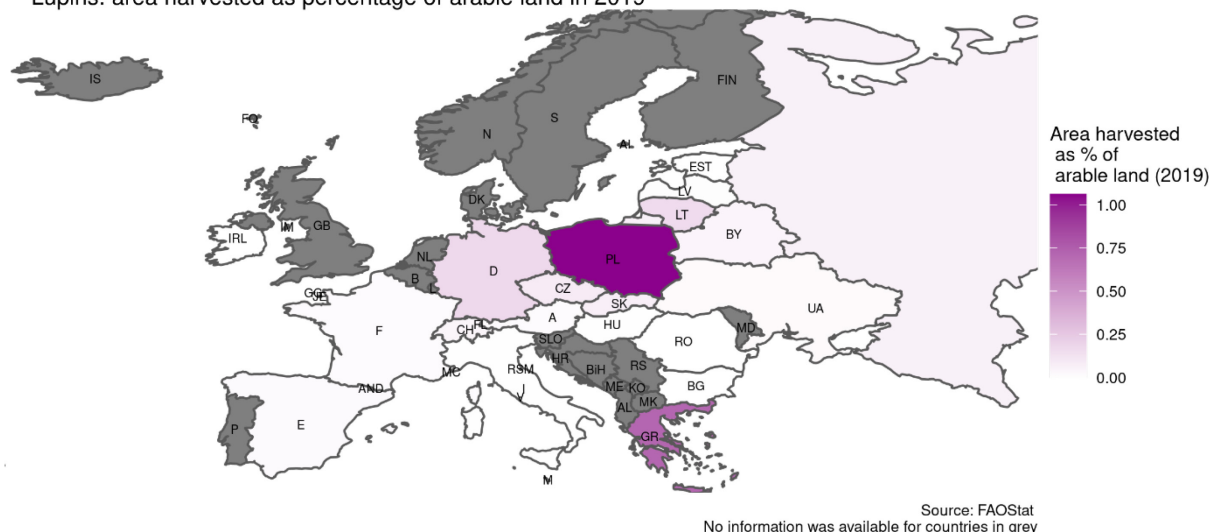 Lupins: area harvested as percentage of arable land in 2019
IS
FIN
FO
S
N
AL
EST
LV
DK
LT
IM
GB
IRL
BY
NL
D
PL
B
L
CZ
GG
JE
SK
UA
A
FL
CH
HU
F
MD
SLO
RO
HR
RS
BiH
RSM
MC
AND
ME
KO
BG
I
V
MK
AL
E
P
GR
M
Area harvested
as % of
arable land (2019)
1.00
0.75
0.50
0.25
0.00
Source: FAOStat
No information was available for countries in grey